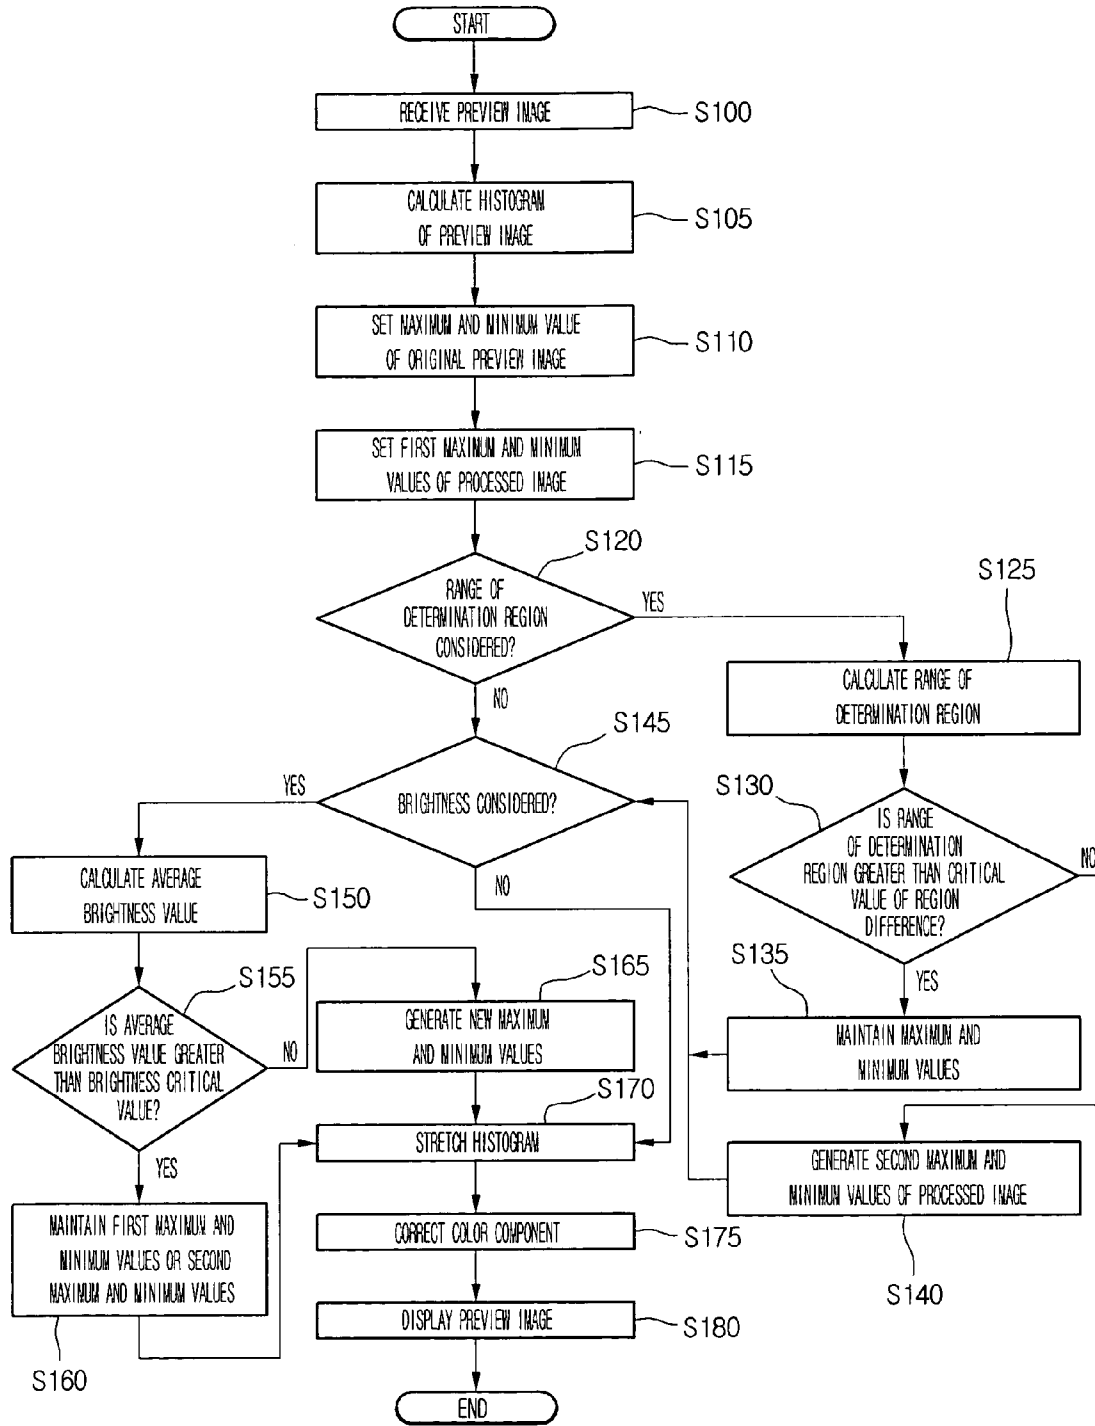 START
RECEIVE PREVIEW IMAGE
S100
CALCULATE HISTOGRAM
OF PREVIEW IMAGE
S105
SET MAXIMUM AND MINIMUM VALUE
OF ORIGINAL PREVIEW IMAGE
S110
SET FIRST MAXIMUM AND MINIMUM
VALUES OF PROCESSED IMAGE
S115
S120
RANGE OF
DETERMINATION REGION
CONSIDERED?
YES
NO
S125
CALCULATE RANGE OF
DETERMINATION REGION
S130
IS RANGE
OF DETERMINATION
REGION GREATER THAN CRITICAL
VALUE OF REGION
DIFFERENCE?
NO
YES
S135
MAINTAIN MAXIMUM AND
MINIMUM VALUES
GENERATE SECOND MAXIMUM AND
MINIMUM VALUES OF PROCESSED IMAGE
S140
S145
BRIGHTNESS CONSIDERED?
YES
NO
CALCULATE AVERAGE
BRIGHTNESS VALUE
S150
S155
IS AVERAGE
BRIGHTNESS VALUE GREATER
THAN BRIGHTNESS CRITICAL
VALUE?
NO
YES
MAINTAIN FIRST MAXIMUM AND
MINIMUM VALUES OR SECOND
MAXIMUM AND MINIMUM VALUES
S160
S165
GENERATE NEW MAXIMUM
AND MINIMUM VALUES
S170
STRETCH HISTOGRAM
CORRECT COLOR COMPONENT
S175
DISPLAY PREVIEW IMAGE
S180
END